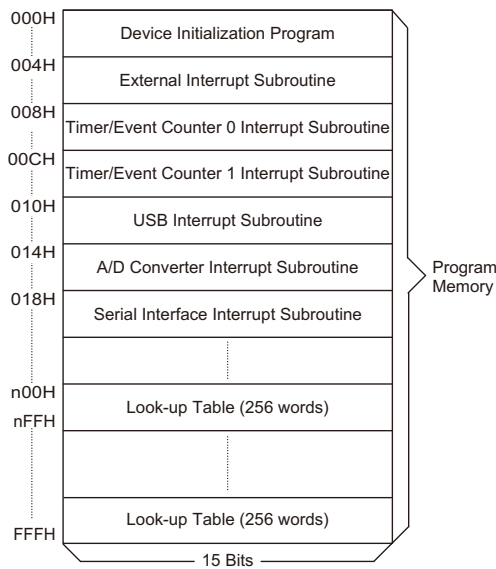 000H
Device Initialization Program
004H
External Interrupt Subroutine
008H
Timer/Event Counter 0 Interrupt Subroutine
00CH
Timer/Event Counter 1 Interrupt Subroutine
010H
USB Interrupt Subroutine
014H
A/D Converter Interrupt Subroutine
018H
Serial Interface Interrupt Subroutine
Program
Memory
n00H
Look-up Table (256 words)
nFFH
Look-up Table (256 words)
FFFH
15 Bits